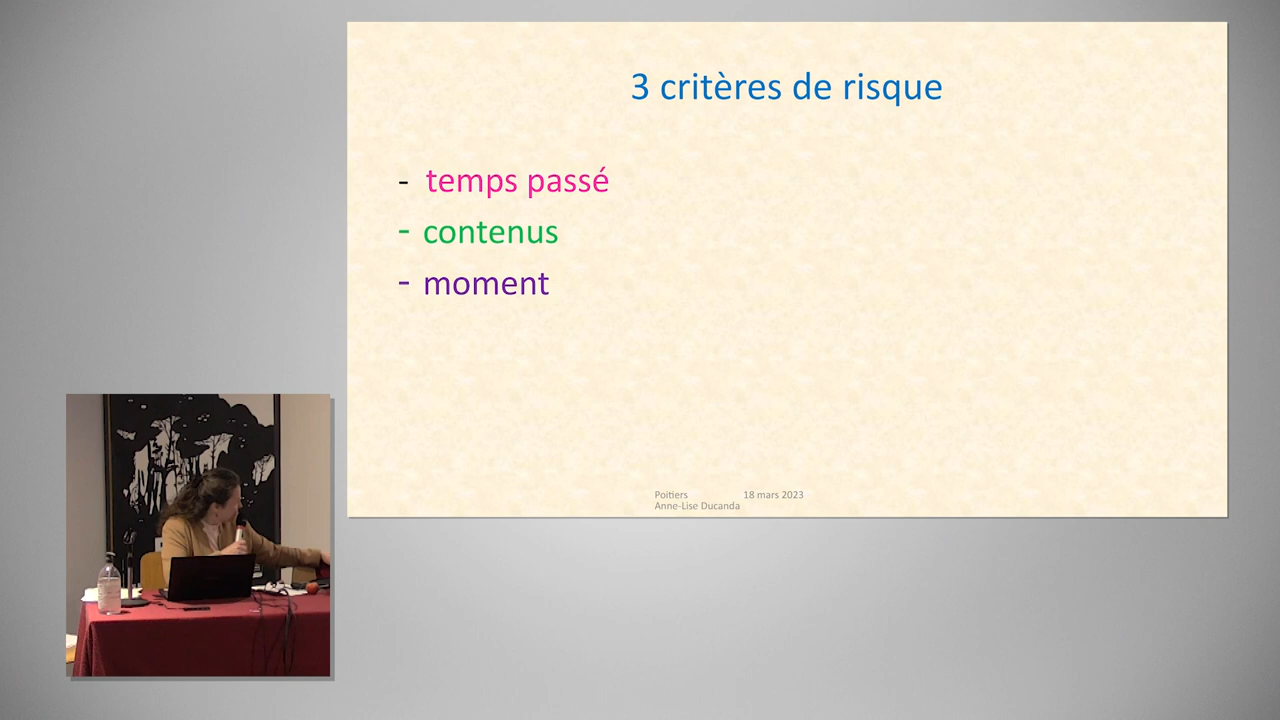 3 critères de risque
- temps passé
- contenus
- moment
Poitiers 18 mars 2023
Anne-Lise Ducanda